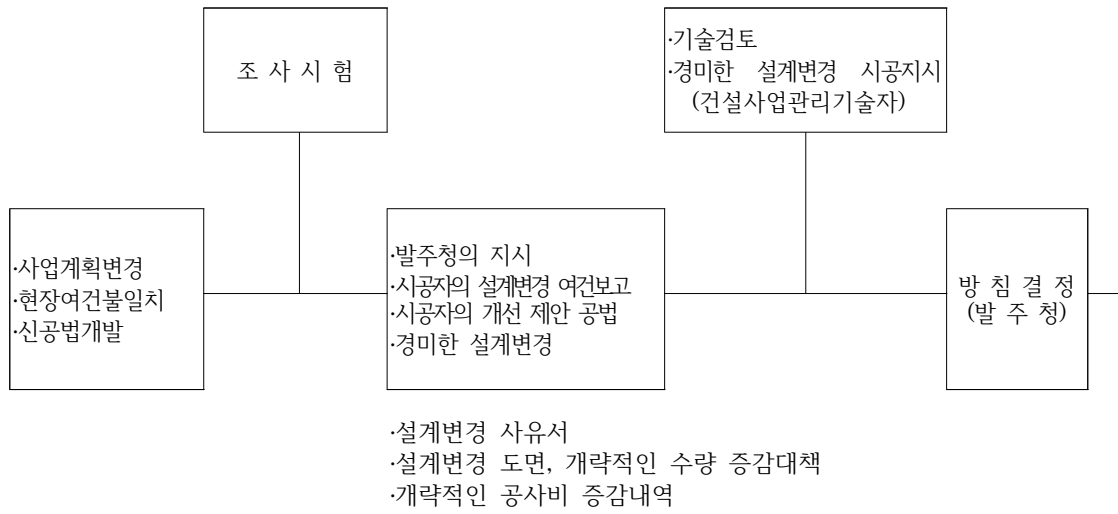 조 사 시 험
·기술검토
·경미한 설계변경 시공지시
(건설사업관리기술자)
·사업계획변경
·현장여건불일치
·신공법개발
·발주청의 지시
·시공자의 설계변경 여건보고
·시공자의 개선 제안 공법
·경미한 설계변경
방 침 결 정
(발 주 청)
·설계변경 사유서
·설계변경 도면, 개략적인 수량 증감대책
·개략적인 공사비 증감내역